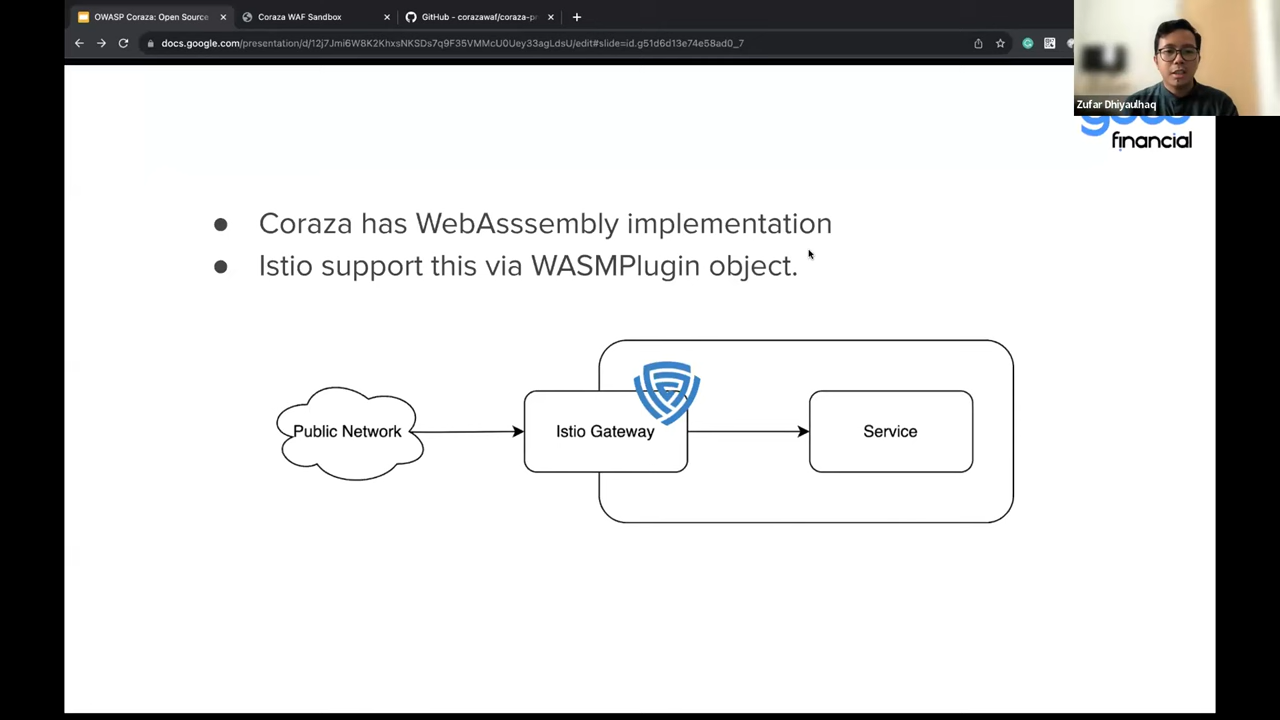 OWASP Coraza: Open Source
Coraza WAF Sandbox
GitHub - corazawaf/coraza-pr
docs.google.com/presentation/d/12j7Jmi6W8K2KhxsNKSDs7q9F35VMMcU0Uey33agLdsU/edit#slide=id.g51d6d13e74e58ad0_7
Zufar Dhiyaulhaq
financial
● Coraza has WebAsssembly implementation
● Istio support this via WASMPlugin object.
Public Network
Istio Gateway
Service